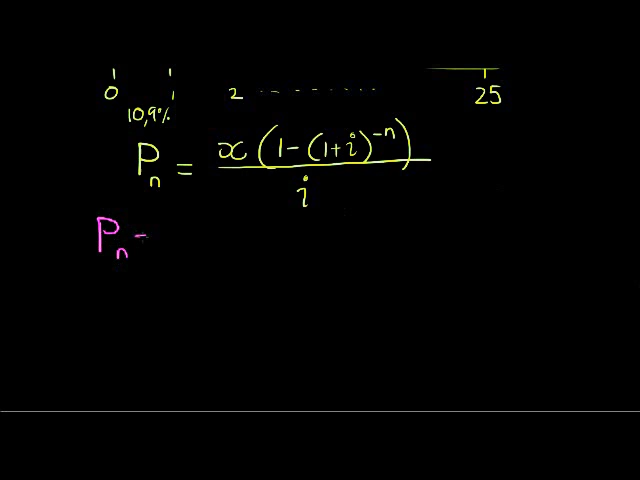 0 1 2 - - - - - - - - 25
10,9%
Pₙ = x(1-(1+i)⁻ⁿ) / i
Pₙ -